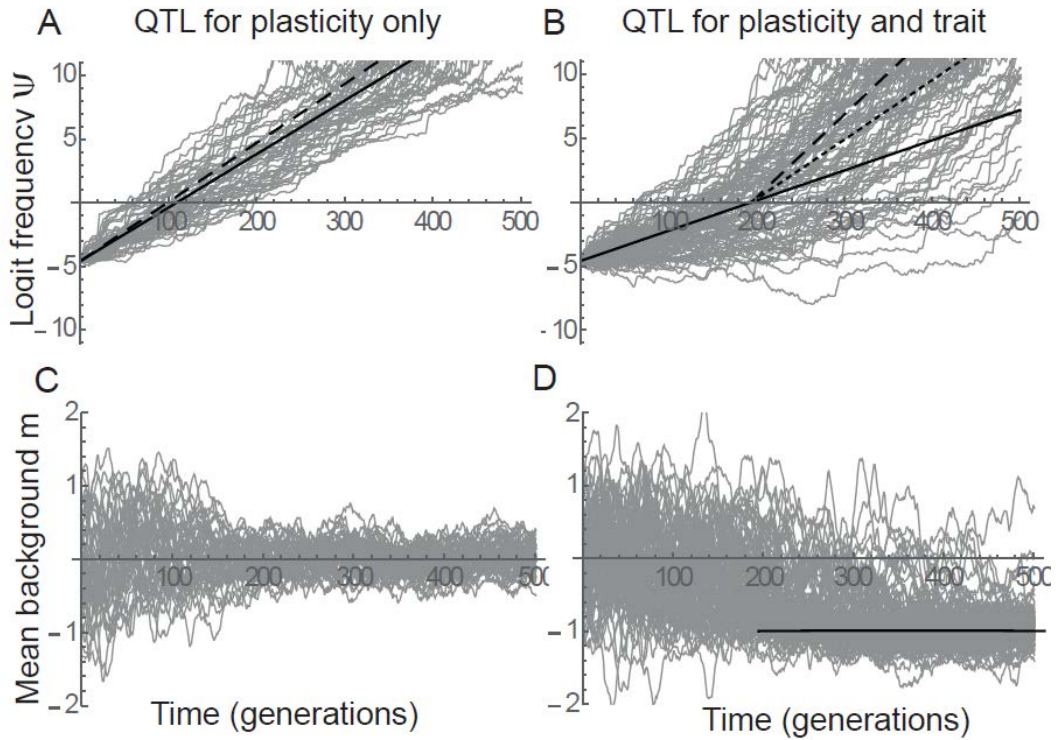 A QTL for plasticity only
B QTL for plasticity and trait
Logit frequency ψ
10
5
100 200 300 400 500
−5
−10
10
5
100 200 300 400 500
−5
10
C
D
Mean background m
2
1
100 200 300 400 50
−1
−2
2
1
100 200 300 400 500
−1
−2
Time (generations)
Time (generations)